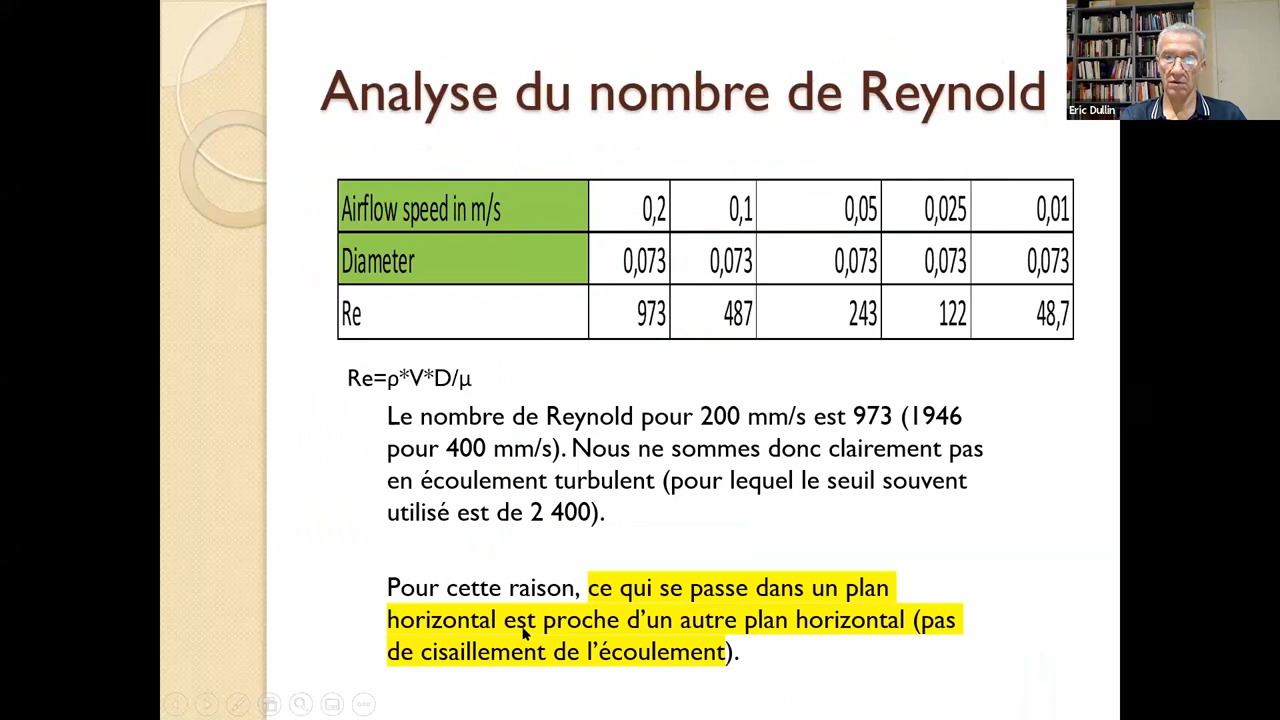 Analyse du nombre de Reynold
Eric Dullin
Airflow speed in m/s 0,2 0,1 0,05 0,025 0,01
Diameter 0,073 0,073 0,073 0,073 0,073
Re 973 487 243 122 48,7
Re=ρ*V*D/µ
Le nombre de Reynold pour 200 mm/s est 973 (1946
pour 400 mm/s). Nous ne sommes donc clairement pas
en écoulement turbulent (pour lequel le seuil souvent
utilisé est de 2 400).
Pour cette raison, ce qui se passe dans un plan
horizontal est proche d’un autre plan horizontal (pas
de cisaillement de l’écoulement).